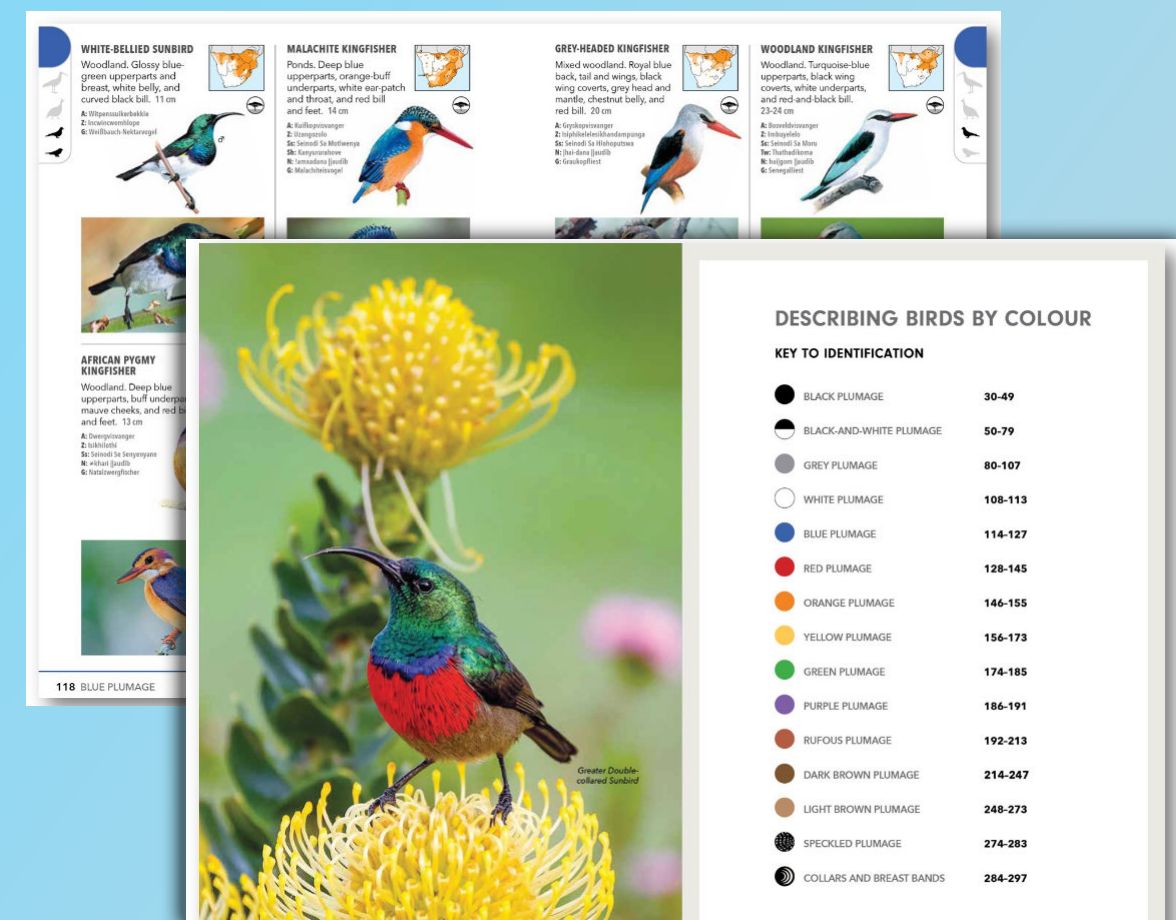 WHITE-BELLIED SUNBIRD
Woodland. Glossy blue-
green upperparts and
breast, white belly, and
curved black bill. 11 cm
A: Witpenssuikerbekkie
Z: Incwincwemhlope
G: Weißbauch-Nektarvogel
MALACHITE KINGFISHER
Ponds. Deep blue
upperparts, orange-buff
underparts, white ear-patch
and throat, and red bill
and feet. 14 cm
A: Kuifkopvisvanger
Z: Uzangozolo
Ss: Seinodi Sa Motlwenya
Sh: Kanyururahove
G: Malachiteisvogel
GREY-HEADED KINGFISHER
Mixed woodland. Royal blue
back, tail and wings, black
wing coverts, grey head and
mantle, chestnut belly, and
red bill. 20 cm
A: Gryskopvisvanger
Ss: Seinodi Sa Hlohoputswa
G: Graukopfliest
WOODLAND KINGFISHER
Woodland. Turquoise-blue
upperparts, black wing
coverts, white underparts,
and red-and-black bill.
23-24 cm
A: Bosveldvisvanger
Z: Imbuyelelo
Ss: Seinodi Sa Moru
Tw: Thathadikoma
G: Senegalliest
AFRICAN PYGMY
KINGFISHER
Woodland. Deep blue
upperparts, buff underpar
mauve cheeks, and red b
and feet. 13 cm
A: Dwergvisvanger
Z: Isikhilothi
Ss: Seinodi Se Senyenyane
N: ≠khari ǁaudib
G: Natalzwergfischer
118 BLUE PLUMAGE
Greater Double-
collared Sunbird
DESCRIBING BIRDS BY COLOUR
KEY TO IDENTIFICATION
BLACK PLUMAGE 30-49
BLACK-AND-WHITE PLUMAGE 50-79
GREY PLUMAGE 80-107
WHITE PLUMAGE 108-113
BLUE PLUMAGE 114-127
RED PLUMAGE 128-145
ORANGE PLUMAGE 146-155
YELLOW PLUMAGE 156-173
GREEN PLUMAGE 174-185
PURPLE PLUMAGE 186-191
RUFOUS PLUMAGE 192-213
DARK BROWN PLUMAGE 214-247
LIGHT BROWN PLUMAGE 248-273
SPECKLED PLUMAGE 274-283
COLLARS AND BREAST BANDS 284-297